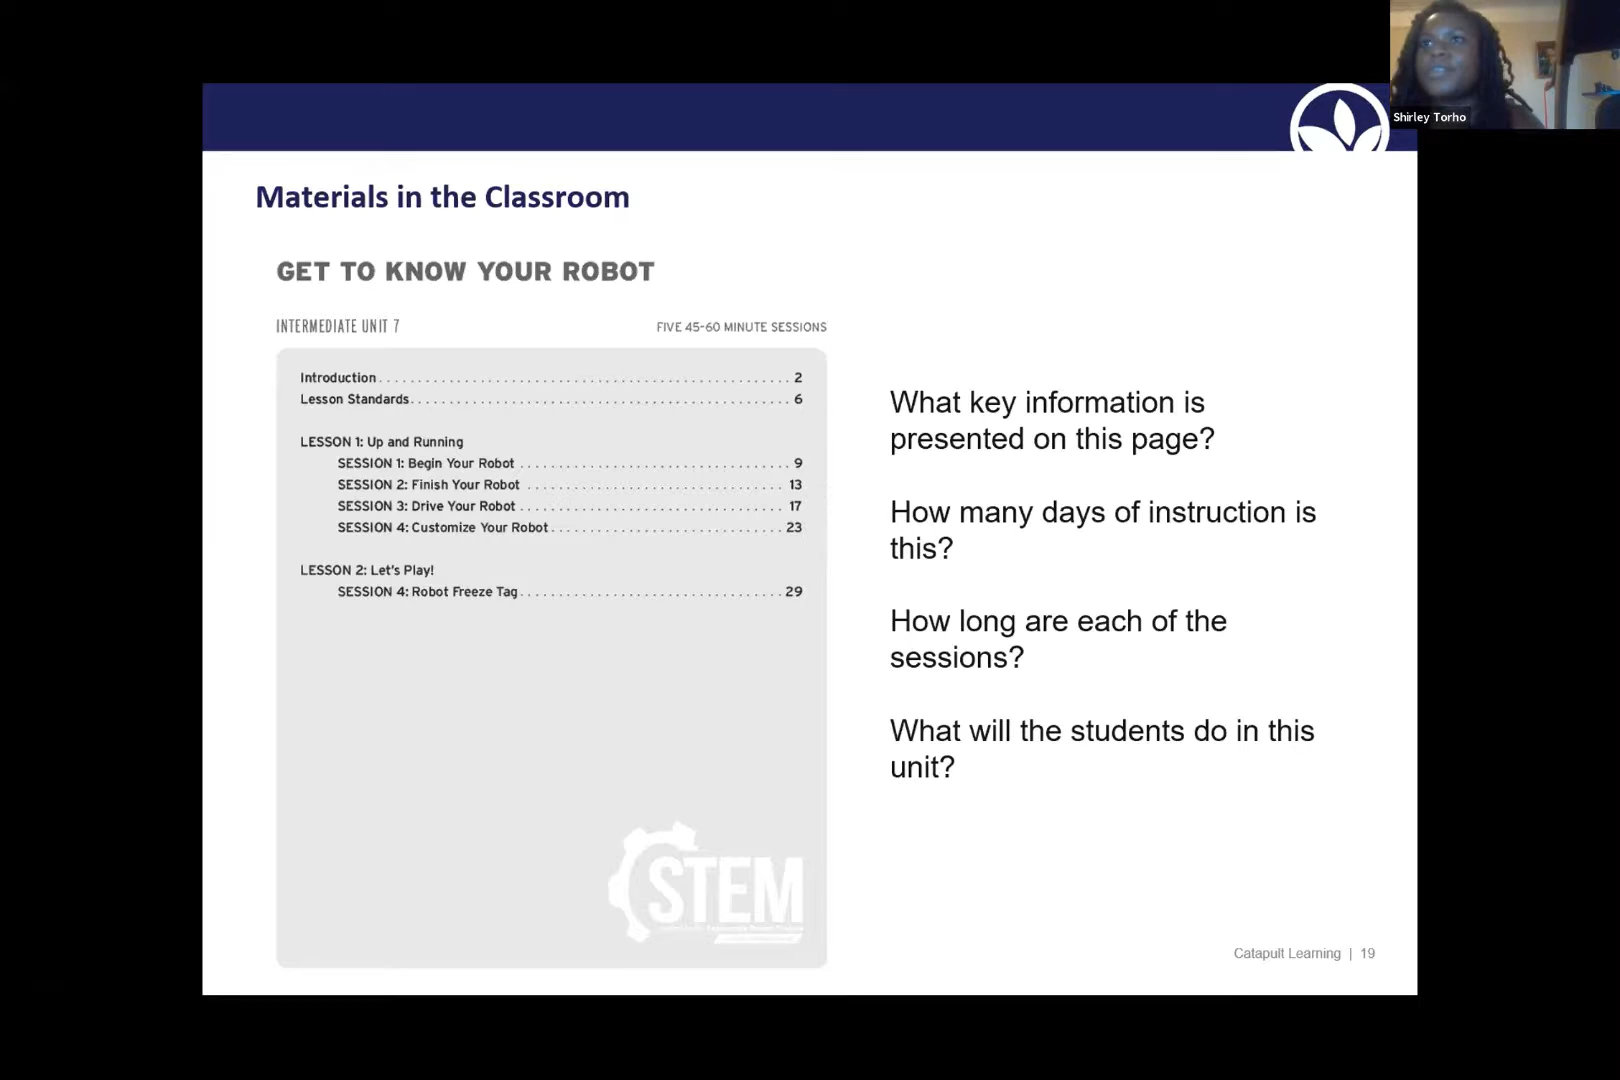 Shirley Torho
Materials in the Classroom
GET TO KNOW YOUR ROBOT
INTERMEDIATE UNIT 7 FIVE 45-60 MINUTE SESSIONS
Introduction 2
Lesson Standards 6
LESSON 1: Up and Running
SESSION 1: Begin Your Robot 9
SESSION 2: Finish Your Robot 13
SESSION 3: Drive Your Robot 17
SESSION 4: Customize Your Robot 23
LESSON 2: Let's Play!
SESSION 4: Robot Freeze Tag 29
STEM
What key information is
presented on this page?
How many days of instruction is
this?
How long are each of the
sessions?
What will the students do in this
unit?
Catapult Learning | 19